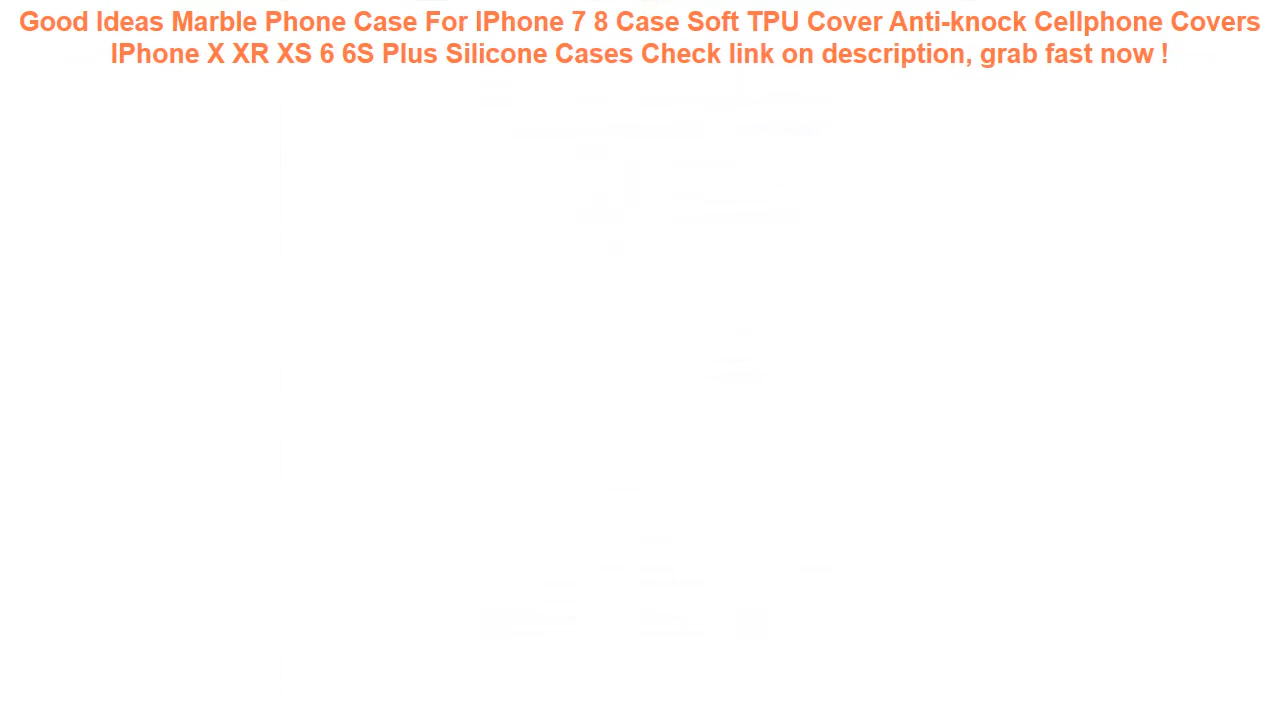 Good Ideas Marble Phone Case For IPhone 7 8 Case Soft TPU Cover Anti-knock Cellphone Covers
IPhone X XR XS 6 6S Plus Silicone Cases Check link on description, grab fast now !